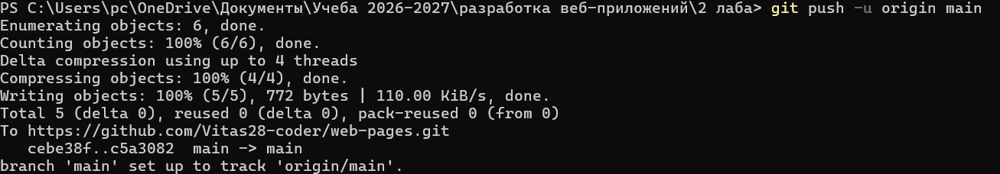 PS C:\Users\pc\OneDrive\Документы\Учеба 2026-2027\разработка веб-приложений\2 лаба> git push -u origin main
Enumerating objects: 6, done.
Counting objects: 100% (6/6), done.
Delta compression using up to 4 threads
Compressing objects: 100% (4/4), done.
Writing objects: 100% (5/5), 772 bytes | 110.00 KiB/s, done.
Total 5 (delta 0), reused 0 (delta 0), pack-reused 0 (from 0)
To https://github.com/Vitas28-coder/web-pages.git
   cebe38f..c5a3082  main -> main
branch 'main' set up to track 'origin/main'.